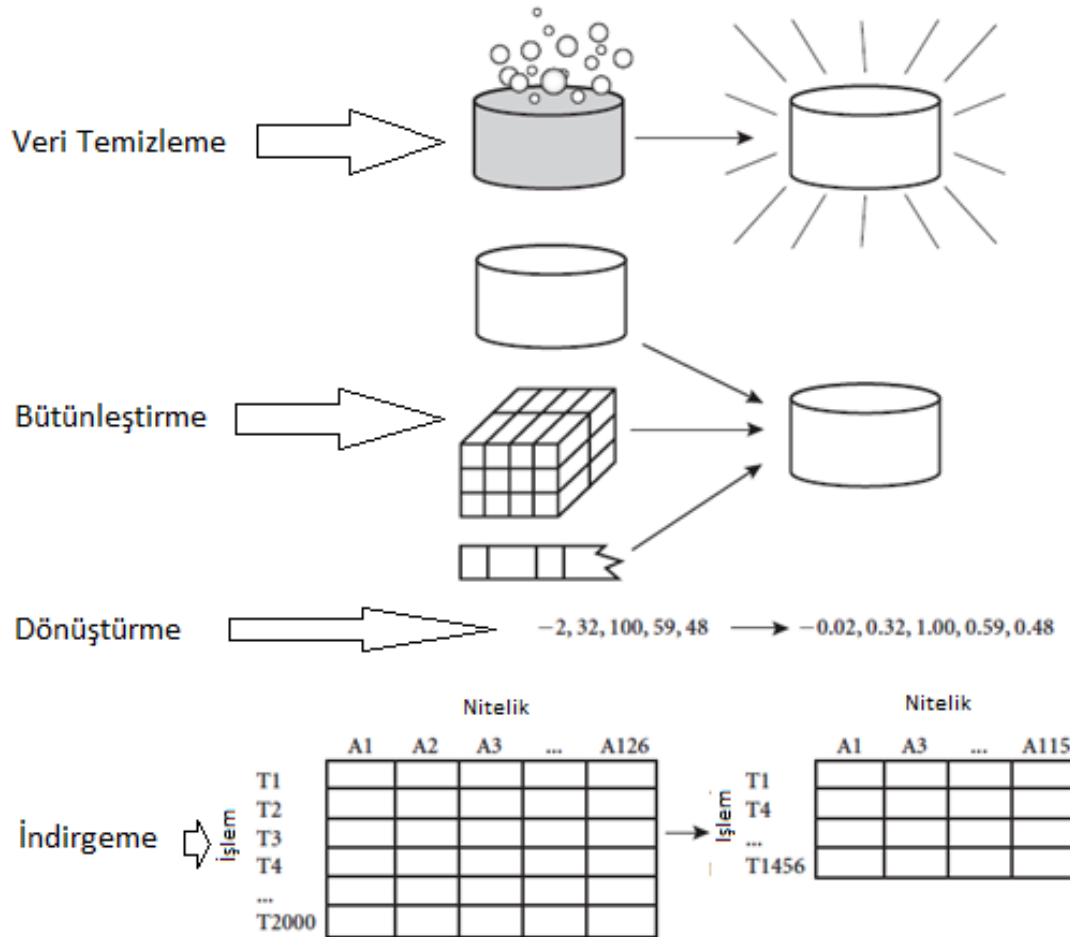 Veri Temizleme
Bütünleştirme
Dönüştürme
−2, 32, 100, 59, 48
−0.02, 0.32, 1.00, 0.59, 0.48
İndirgeme
Nitelik
A1 A2 A3 ... A126
İşlem
T1
T2
T3
T4
...
T2000
Nitelik
A1 A3 ... A115
İşlem
T1
T4
...
T1456